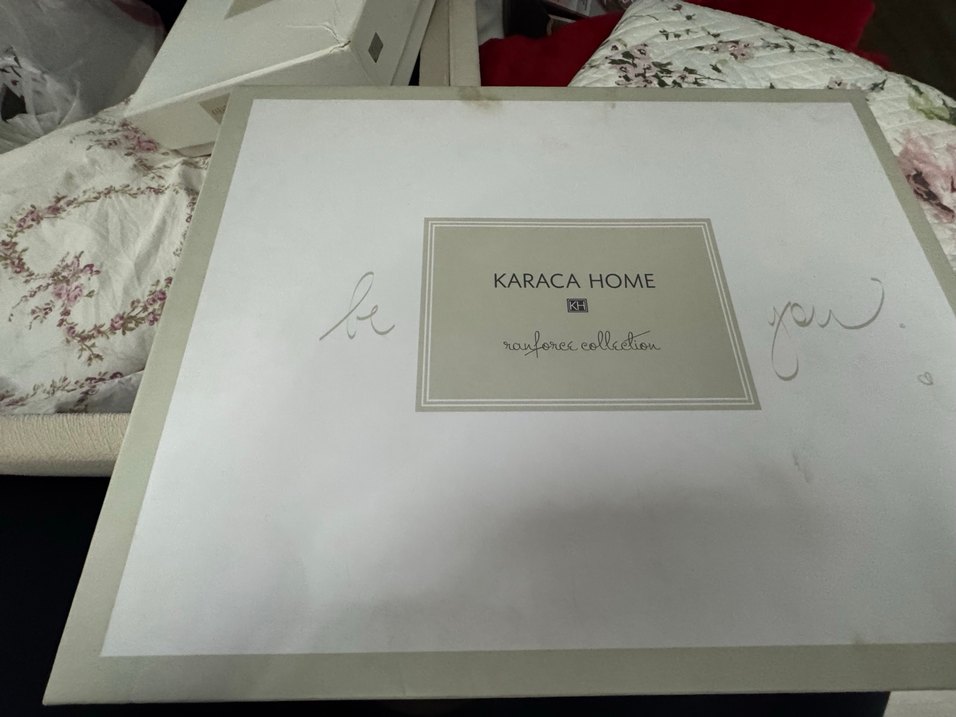 KARACA HOME
KH
be you.
ranforce collection